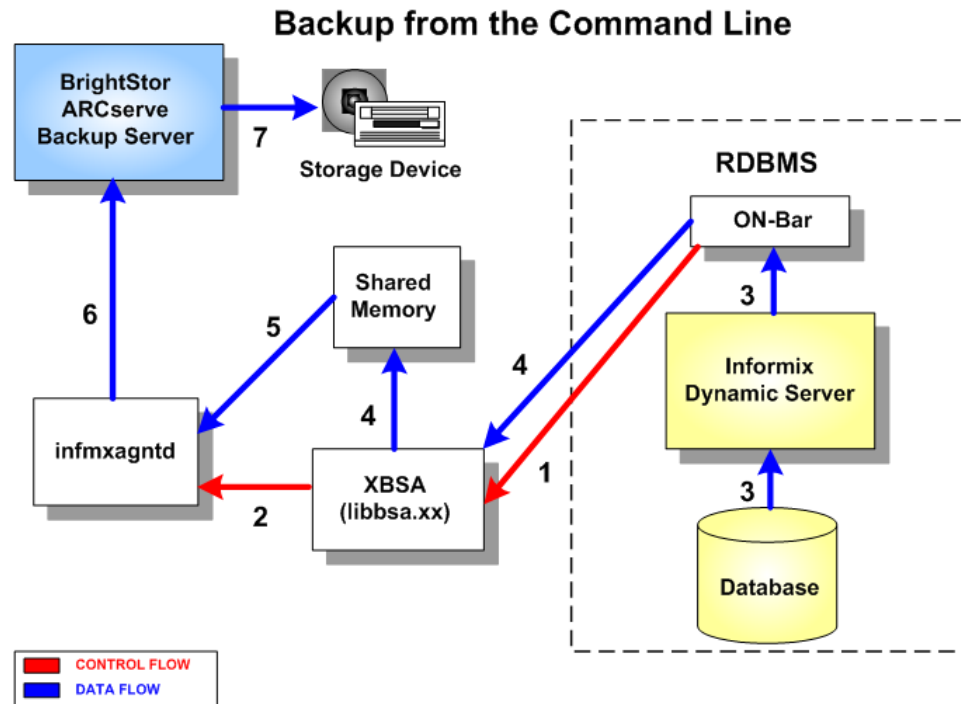 Backup from the Command Line
BrightStor
ARCserve
Backup Server
7
Storage Device
RDBMS
ON-Bar
3
Informix
Dynamic Server
3
Database
Shared
Memory
6
5
4
4
1
infmxagntd
2
XBSA
(libbsa.xx)
CONTROL FLOW
DATA FLOW